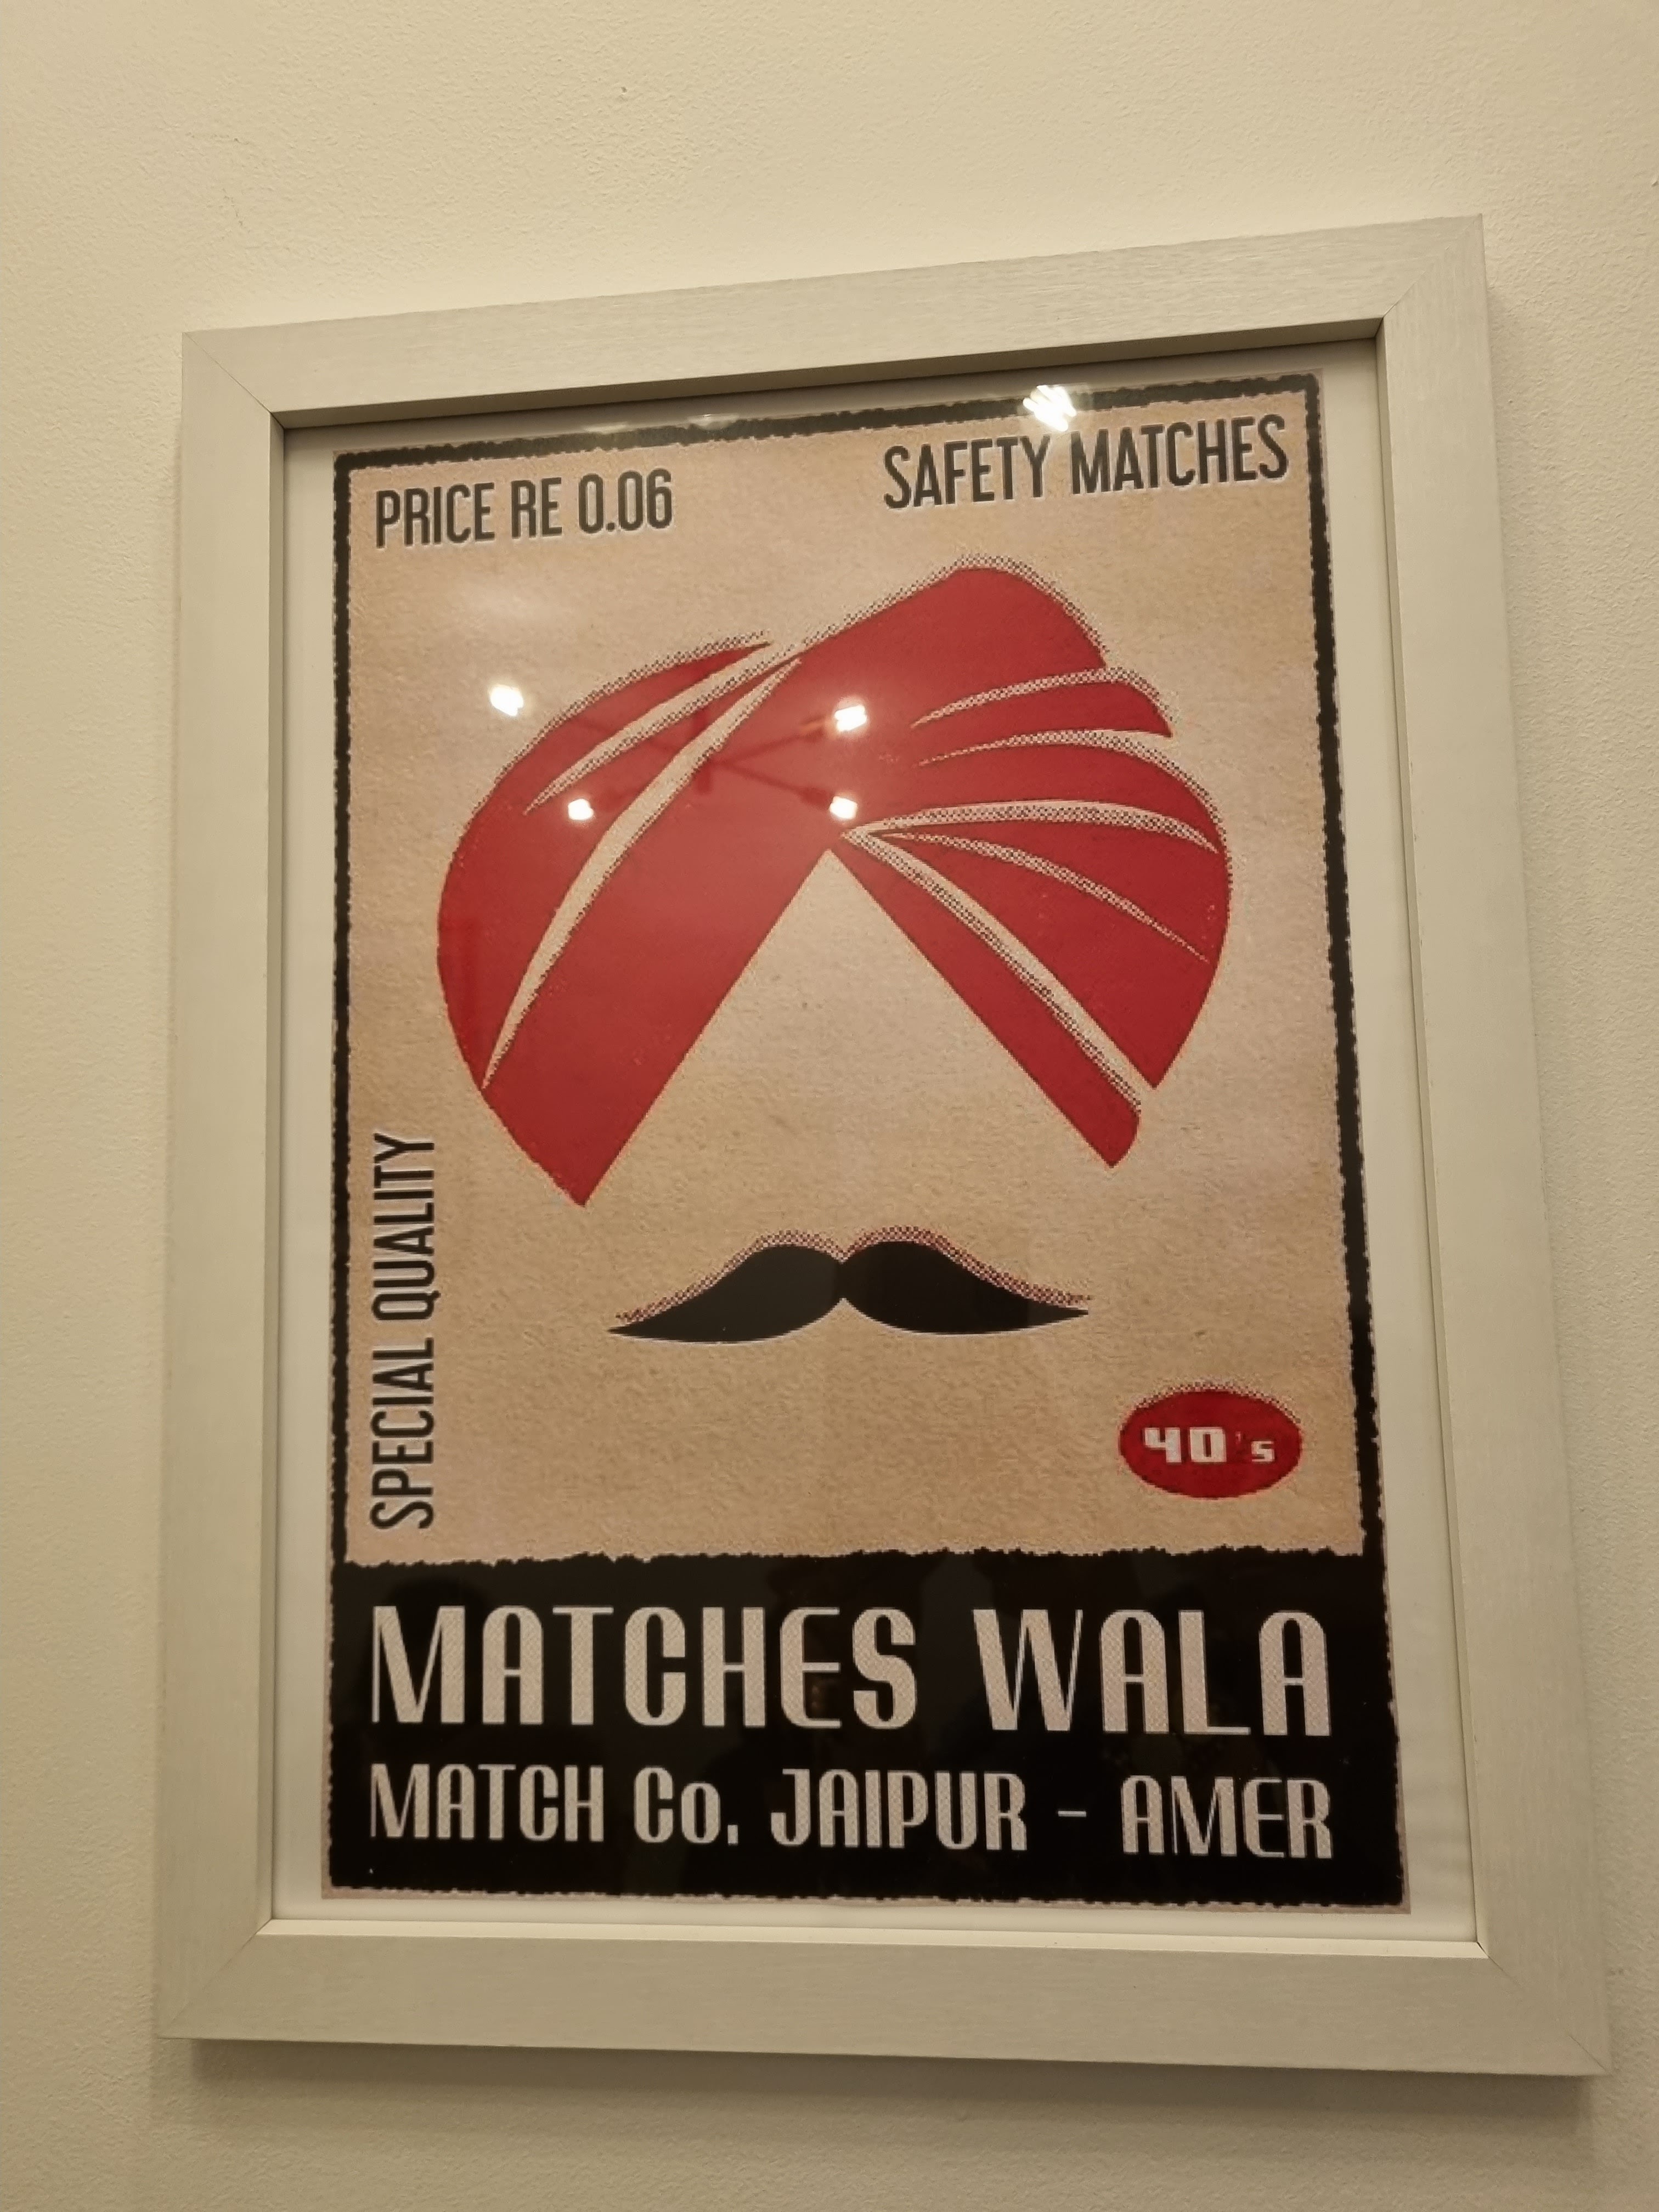 PRICE RE 0.06
SAFETY MATCHES
SPECIAL QUALITY
40's
MATCHES WALA
MATCH Co. JAIPUR - AMER